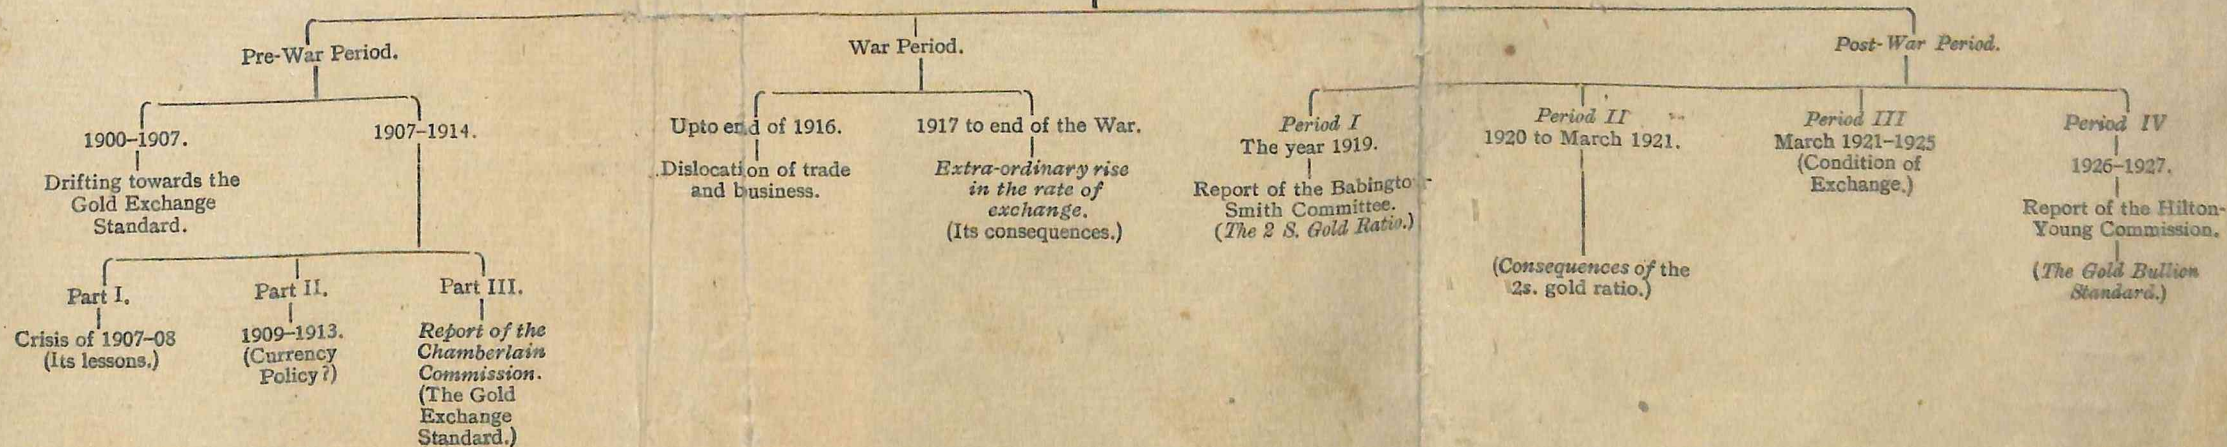 Pre-War Period.
War Period.
Post-War Period.
1900–1907.
Drifting towards the
Gold Exchange
Standard.
1907–1914.
Part I.
Crisis of 1907–08
(Its lessons.)
Part II.
1909–1913.
(Currency
Policy?)
Part III.
Report of the
Chamberlain
Commission.
(The Gold
Exchange
Standard.)
Upto end of 1916.
Dislocation of trade
and business.
1917 to end of the War.
Extra-ordinary rise
in the rate of
exchange.
(Its consequences.)
Period I
The year 1919.
Report of the Babingto
Smith Committee.
(The 2 S. Gold Ratio.)
Period II
1920 to March 1921.
(Consequences of the
2s. gold ratio.)
Period III
March 1921–1925
(Condition of
Exchange.)
Period IV
1926–1927.
Report of the Hilton-
Young Commission.
(The Gold Bullion
Standard.)